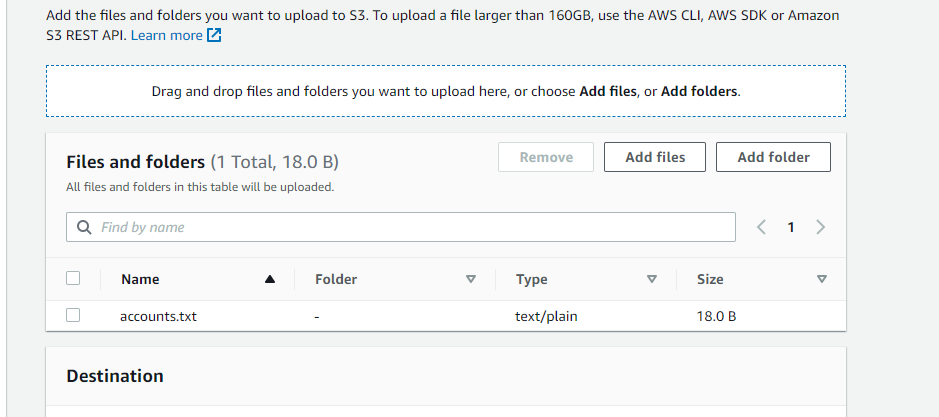 Add the files and folders you want to upload to S3. To upload a file larger than 160GB, use the AWS CLI, AWS SDK or Amazon
S3 REST API. Learn more
Drag and drop files and folders you want to upload here, or choose Add files, or Add folders.
Files and folders (1 Total, 18.0 B)
Remove
Add files
Add folder
All files and folders in this table will be uploaded.
Find by name
1
Name Folder Type Size
accounts.txt - text/plain 18.0 B
Destination